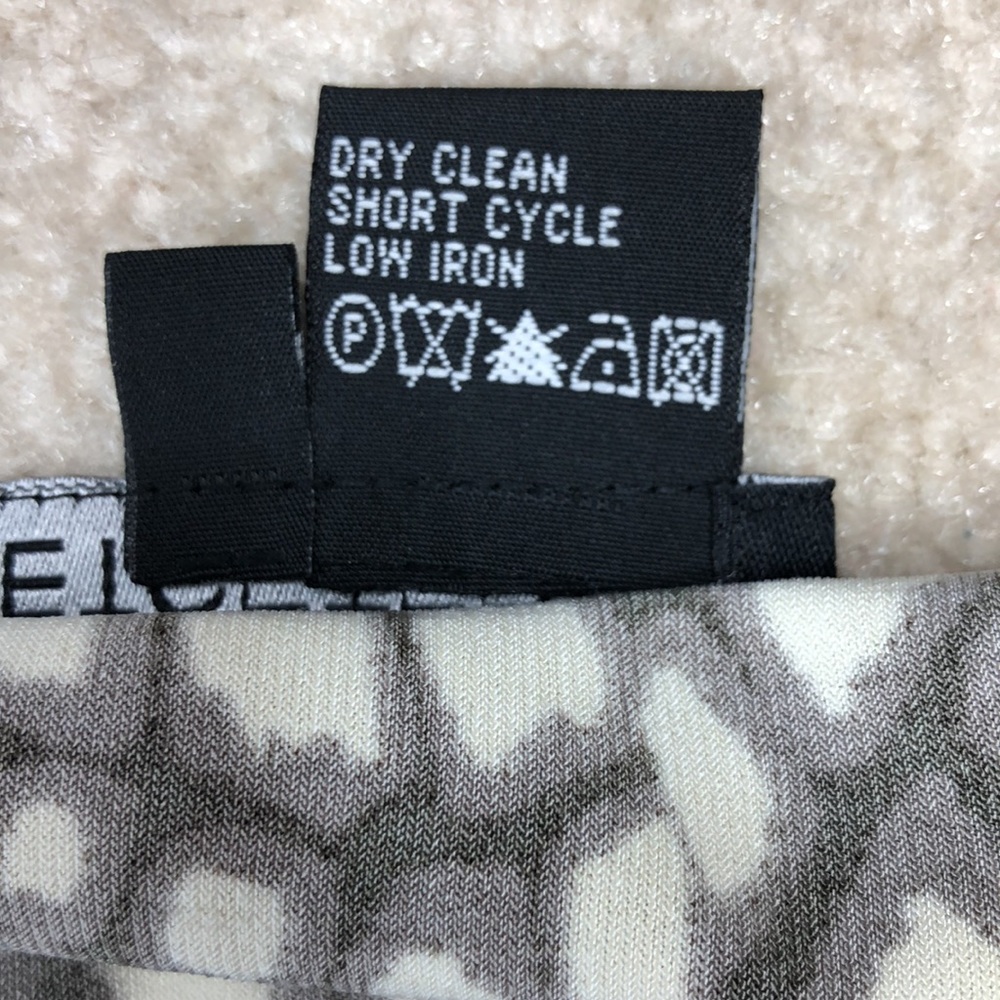 DRY CLEAN
SHORT CYCLE
LOW IRON
P